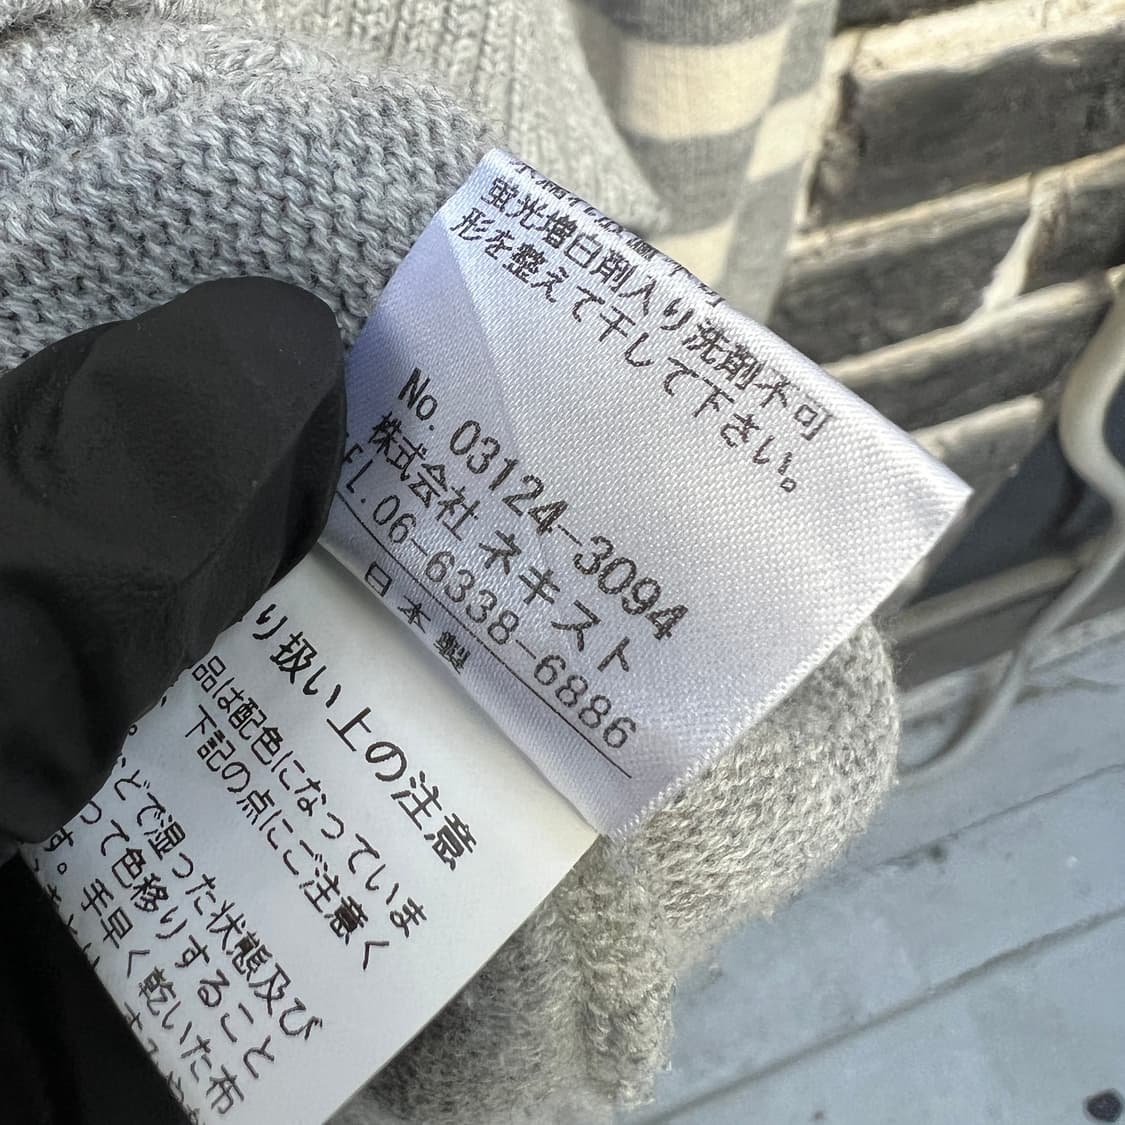 蛍光増白剤入り洗剤不可
形を整えて干して下さい。
No. 03124-3094
株式会社 ネキスト
EL. 06-6338-6886
日本製
り扱い上の注意
品は配色になっていま
下記の点にご注意く
どで湿った状態及び
って色移りすること
す。手早く乾いた布